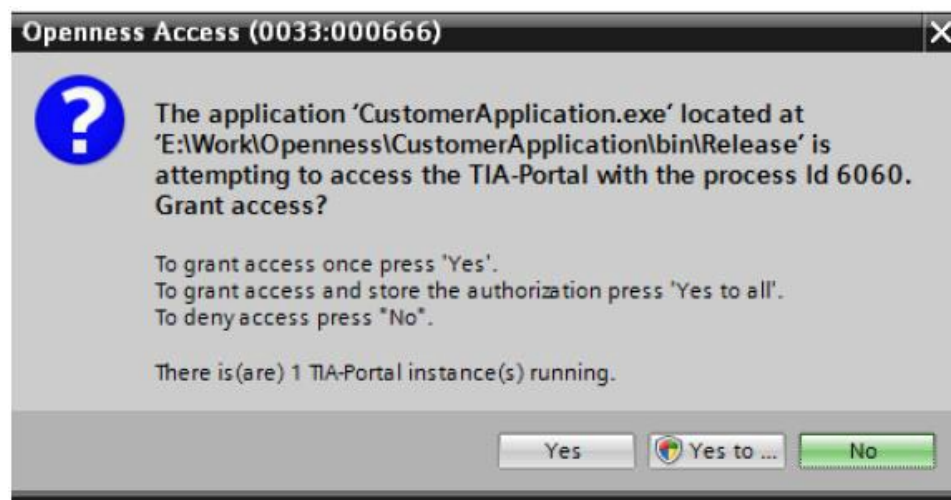 Openness Access (0033:000666)
The application ‘CustomerApplication.exe’ located at
‘E:\Work\Openness\CustomerApplication\bin\Release’ is
attempting to access the TIA-Portal with the process Id 6060.
Grant access?
To grant access once press 'Yes'.
To grant access and store the authorization press 'Yes to all'.
To deny access press "No".
There is(are) 1 TIA-Portal instance(s) running.
Yes
Yes to ...
No